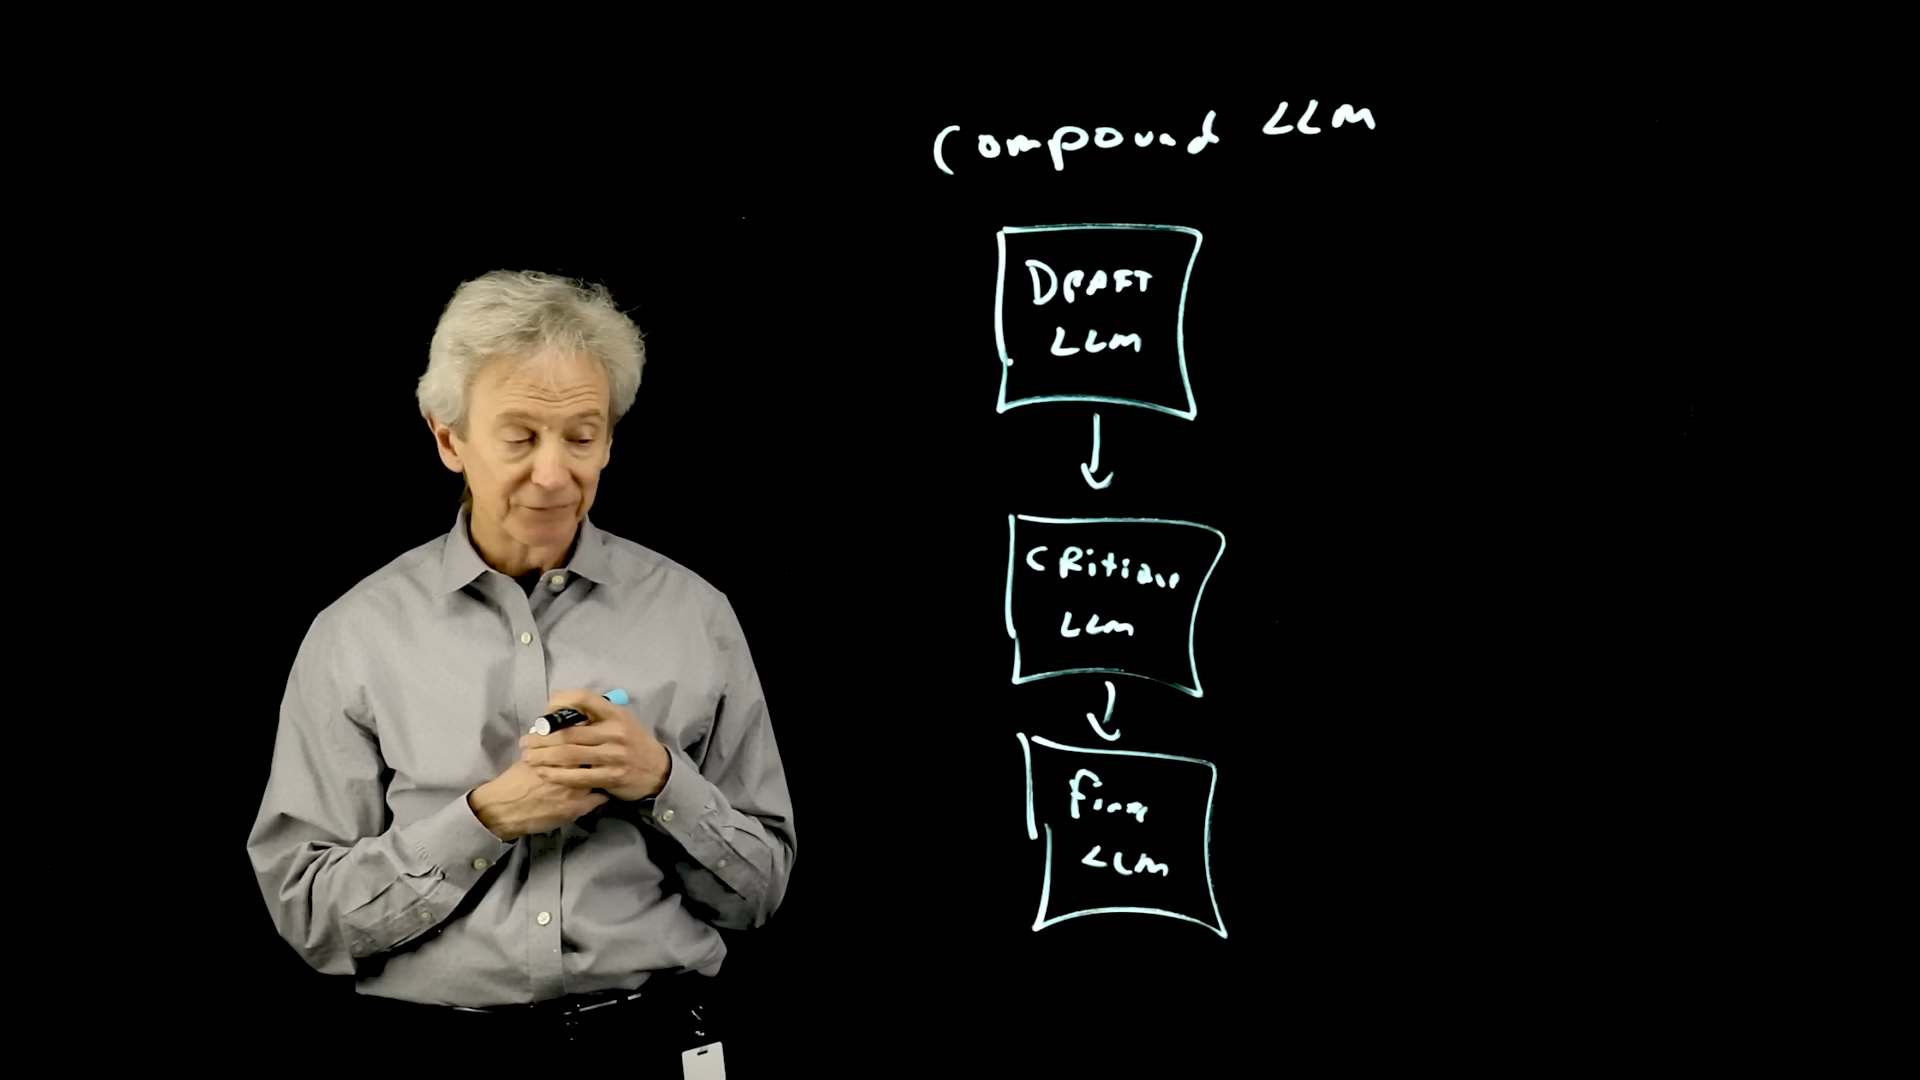 Compound LLM
DRAFT
LLM
CRitique
LLM
Final
LLM